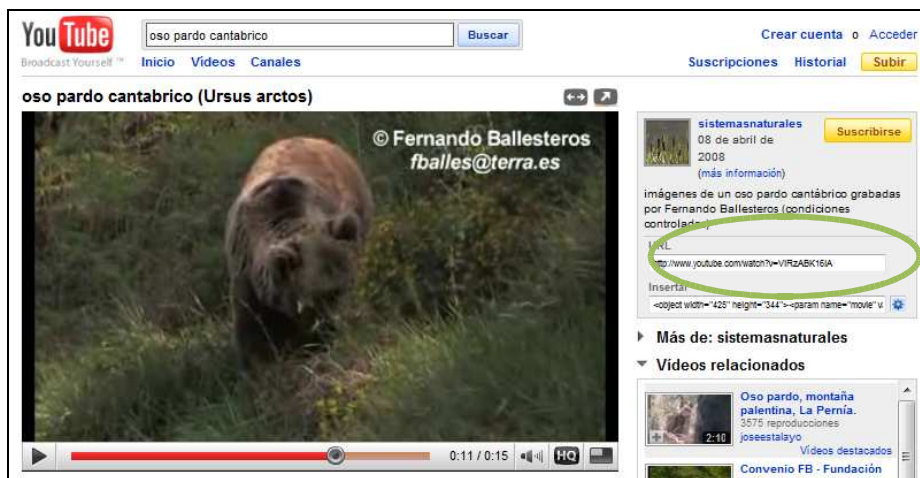 You Tube
Broadcast Yourself ™
oso pardo cantabrico
Buscar
Crear cuenta o Acceder
Inicio Vídeos Canales
Suscripciones Historial Subir
oso pardo cantabrico (Ursus arctos)
© Fernando Ballesteros
fballes@terra.es
sistemasnaturales
08 de abril de
2008
(más información)
Suscribirse
imágenes de un oso pardo cantábrico grabadas
por Fernando Ballesteros (condiciones
URL
http://www.youtube.com/watch?v=VIRzABK16IA
Insertar
<object width="425" height="344"><param name="movie" v
Más de: sistemasnaturales
Vídeos relacionados
Oso pardo, montaña
palentina, La Pernía.
3575 reproducciones
joseestalayo
Vídeos destacados
2:10
Convenio FB - Fundación
0:11 / 0:15
HQ